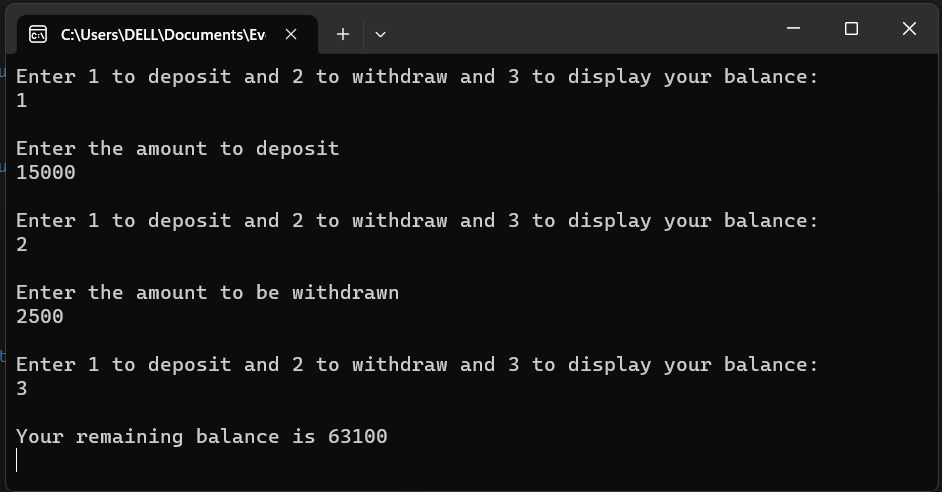 C:\Users\DELL\Documents\Ev
Enter 1 to deposit and 2 to withdraw and 3 to display your balance:
1
Enter the amount to deposit
15000
Enter 1 to deposit and 2 to withdraw and 3 to display your balance:
2
Enter the amount to be withdrawn
2500
Enter 1 to deposit and 2 to withdraw and 3 to display your balance:
3
Your remaining balance is 63100